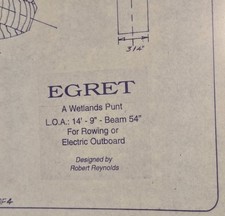 3/4"
EGRET
A Wetlands Punt
L.O.A.: 14' - 9" - Beam 54"
For Rowing or
Electric Outboard
Designed by
Robert Reynolds